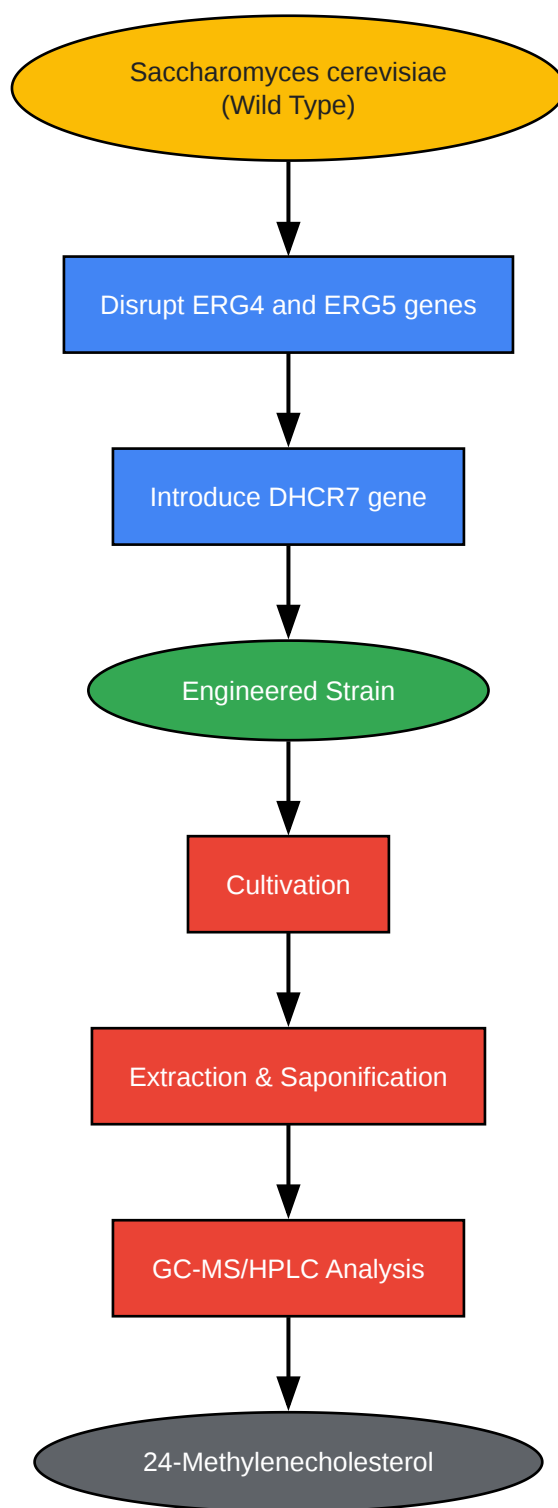 Saccharomyces cerevisiae
(Wild Type)
Disrupt ERG4 and ERG5 genes
Introduce DHCR7 gene
Engineered Strain
Cultivation
Extraction & Saponification
GC-MS/HPLC Analysis
24-Methylenecholesterol